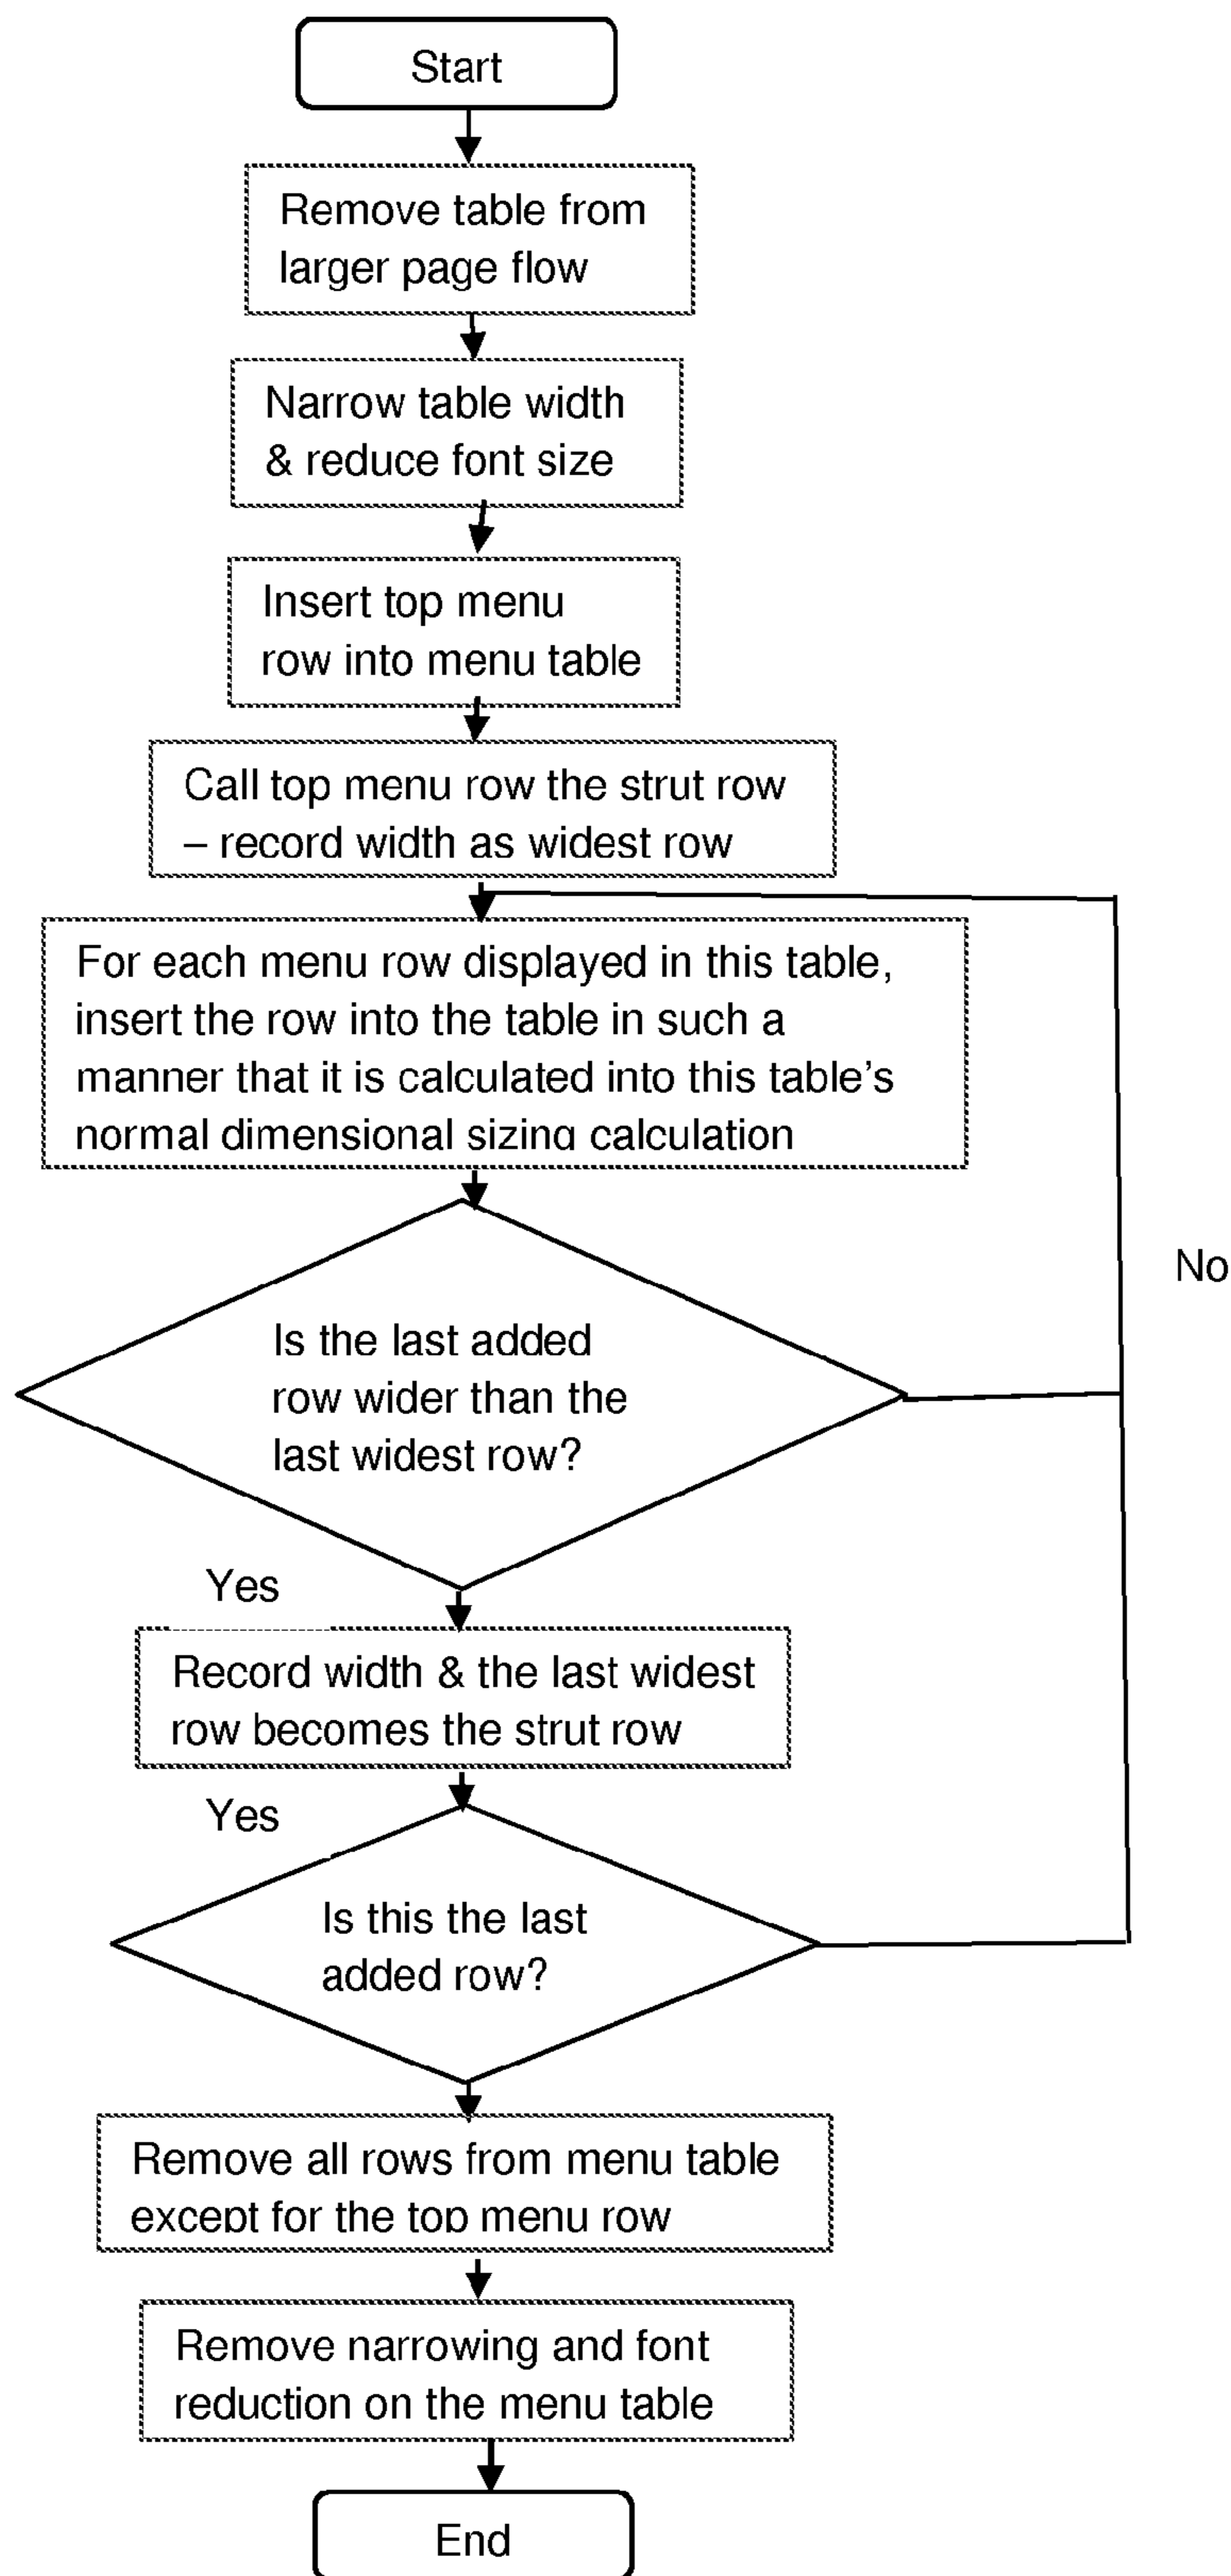 Start
Remove table from
larger page flow
Narrow table width
& reduce font size
Insert top menu
row into menu table
Call top menu row the strut row
– record width as widest row
For each menu row displayed in this table,
insert the row into the table in such a
manner that it is calculated into this table’s
normal dimensional sizing calculation
No
Is the last added
row wider than the
last widest row?
Yes
Record width & the last widest
row becomes the strut row
Yes
Is this the last
added row?
Remove all rows from menu table
except for the top menu row
Remove narrowing and font
reduction on the menu table
End